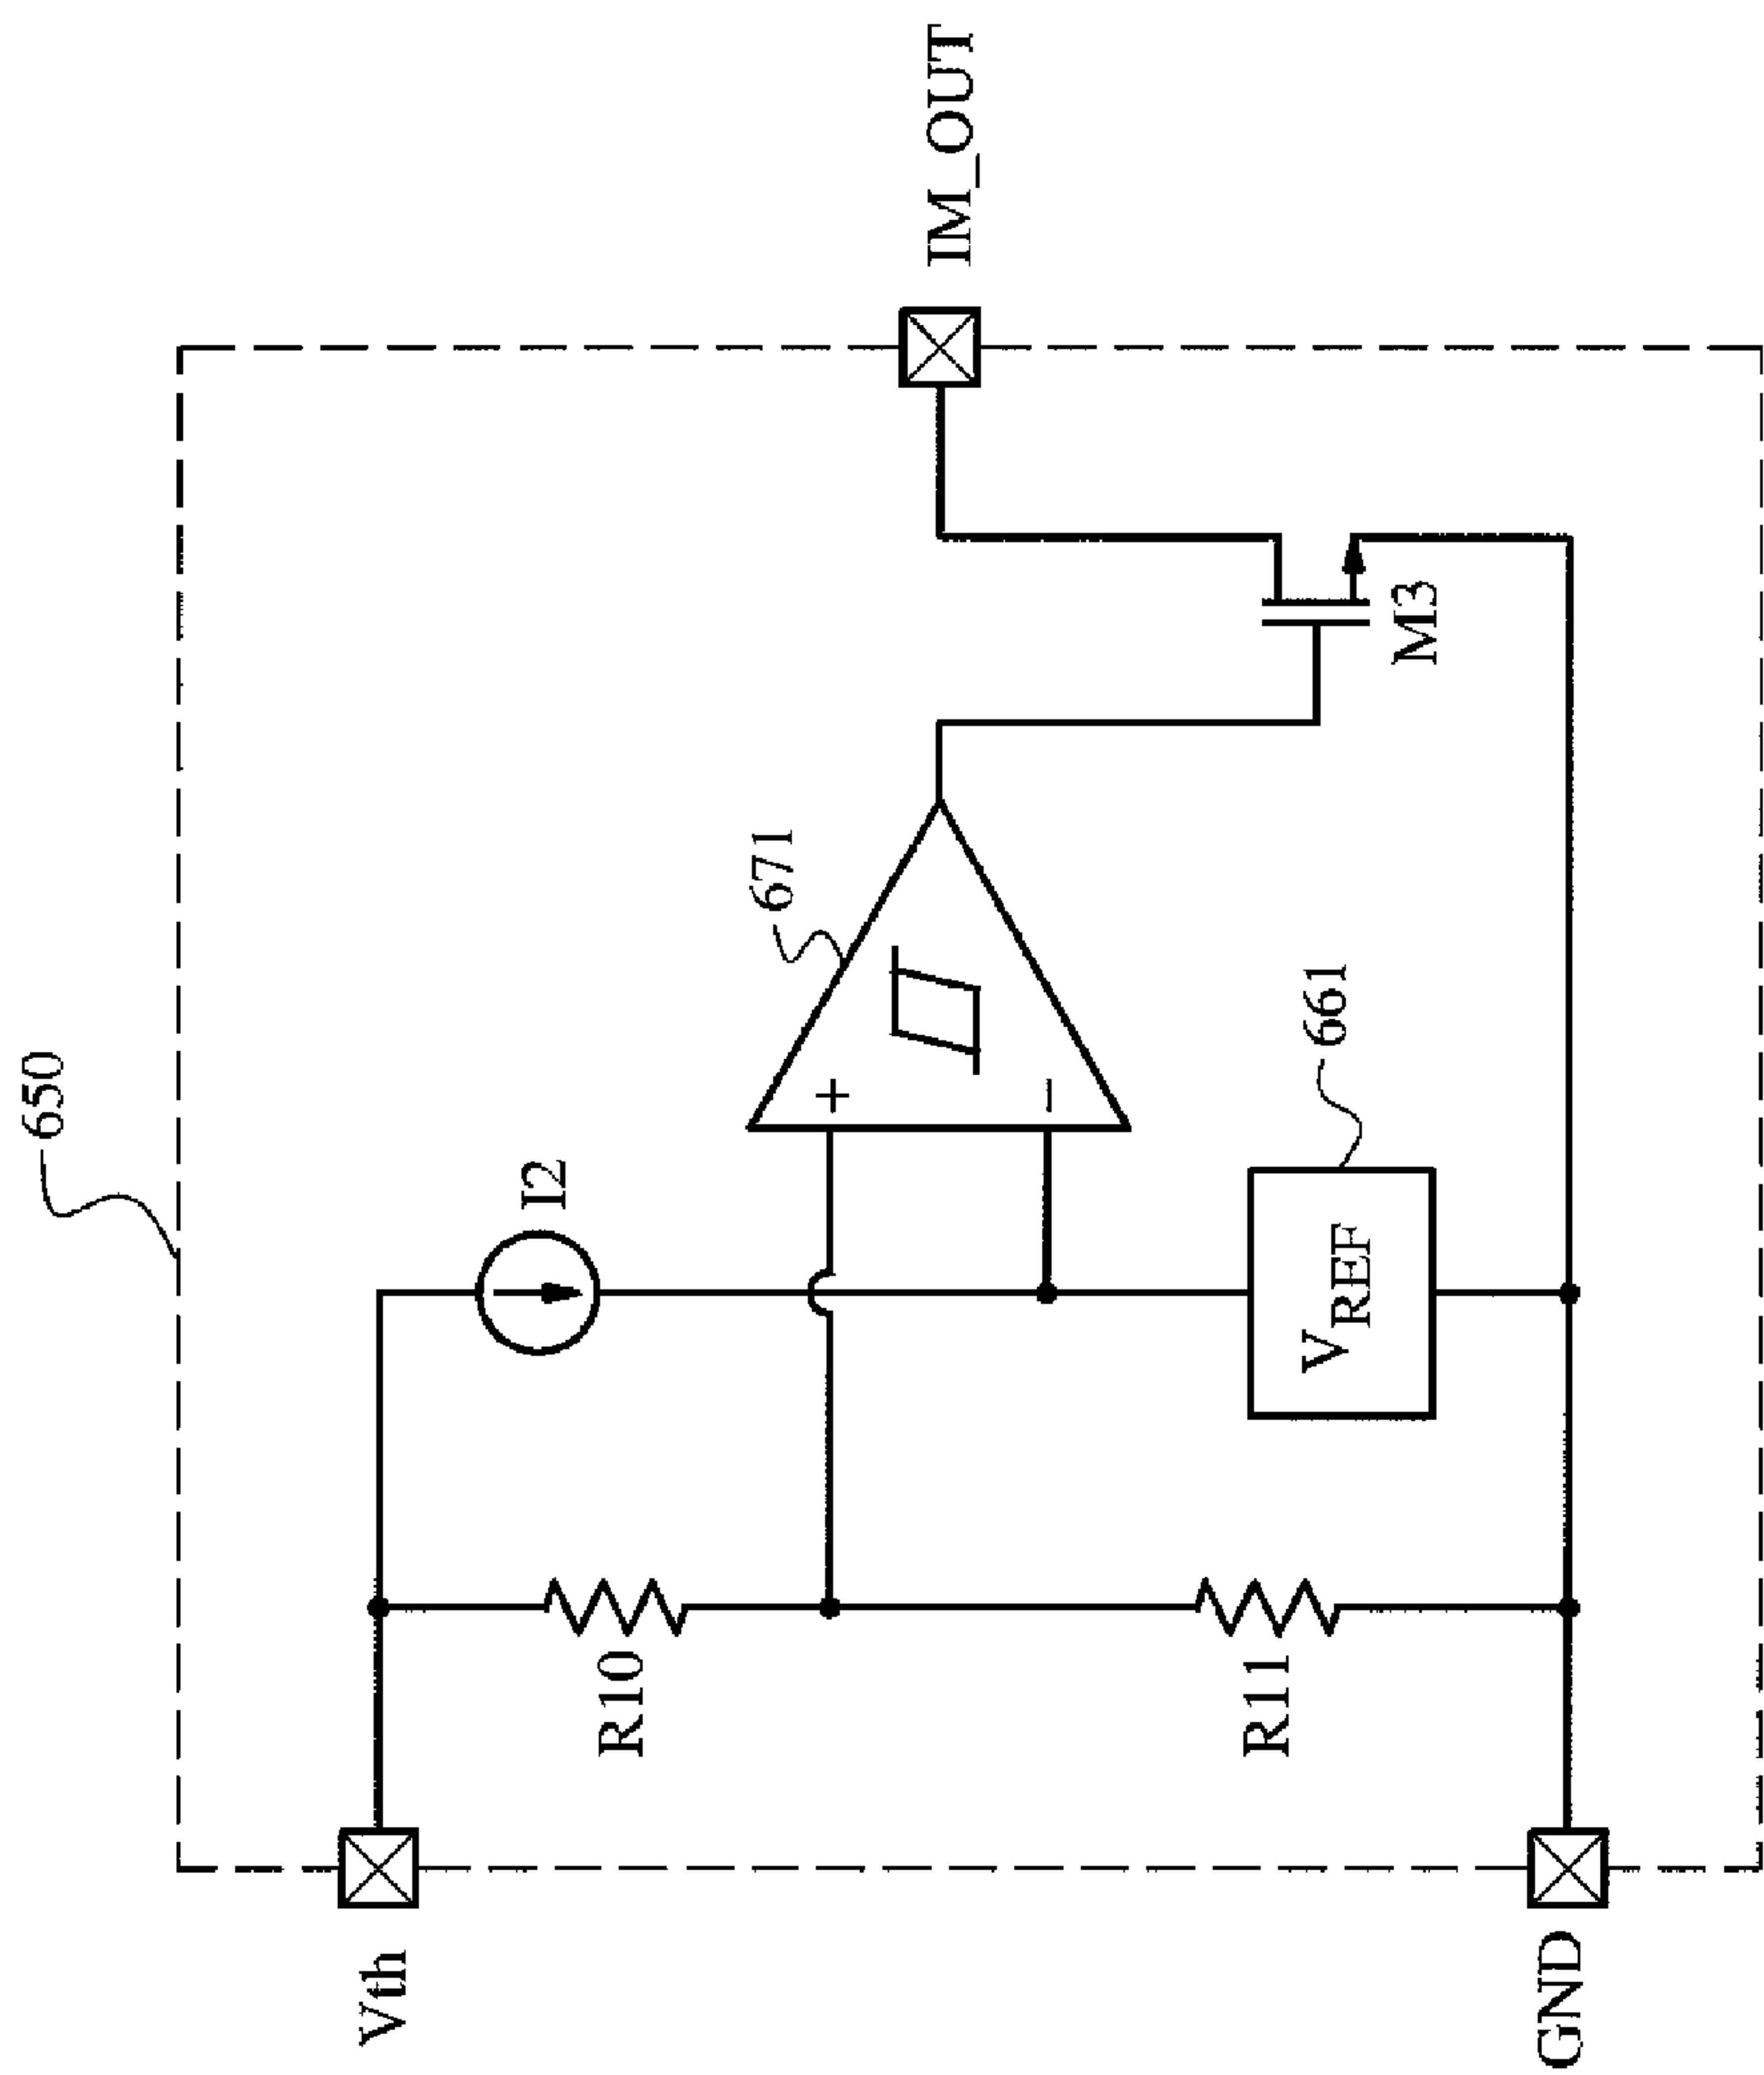 650
Vth
R10
I2
671
+
−
IM_OUT
R11
VREF
661
M3
GND